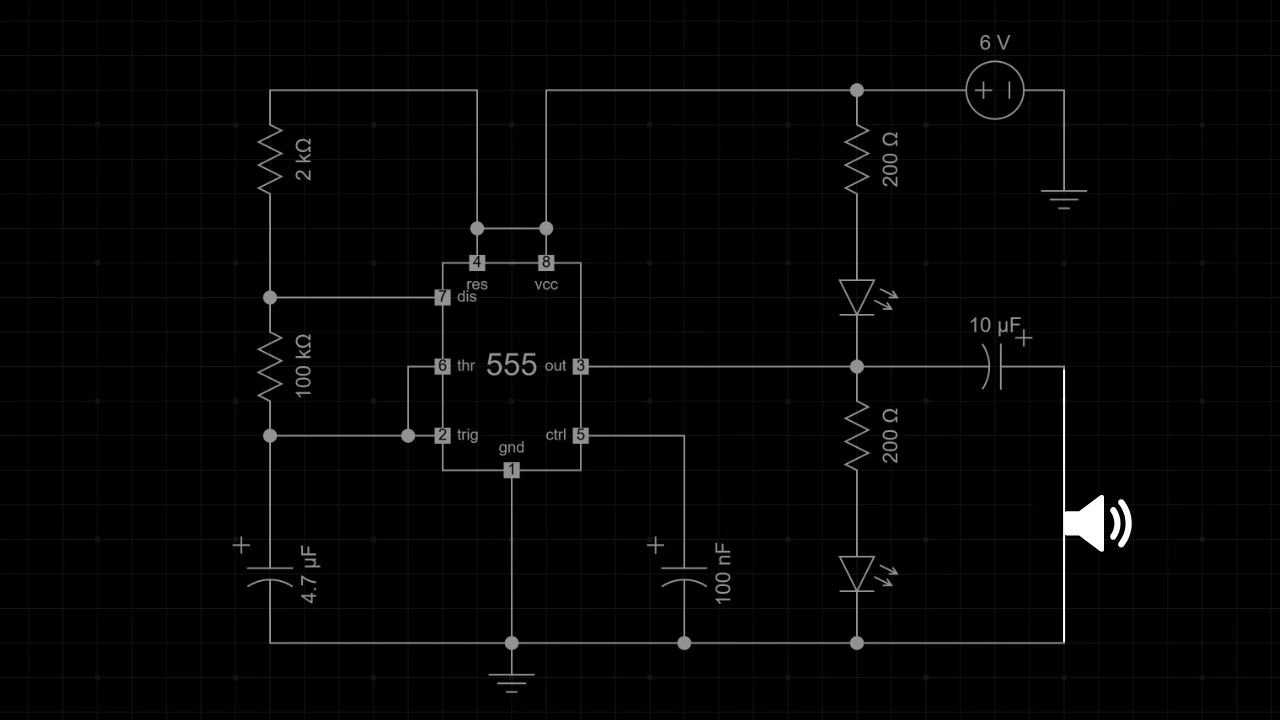 6 V
2 kΩ
200 Ω
4
8
res
vcc
7
dis
10 µF
100 kΩ
6
thr
555
out
3
200 Ω
2
trig
ctrl
5
gnd
1
4.7 µF
100 nF